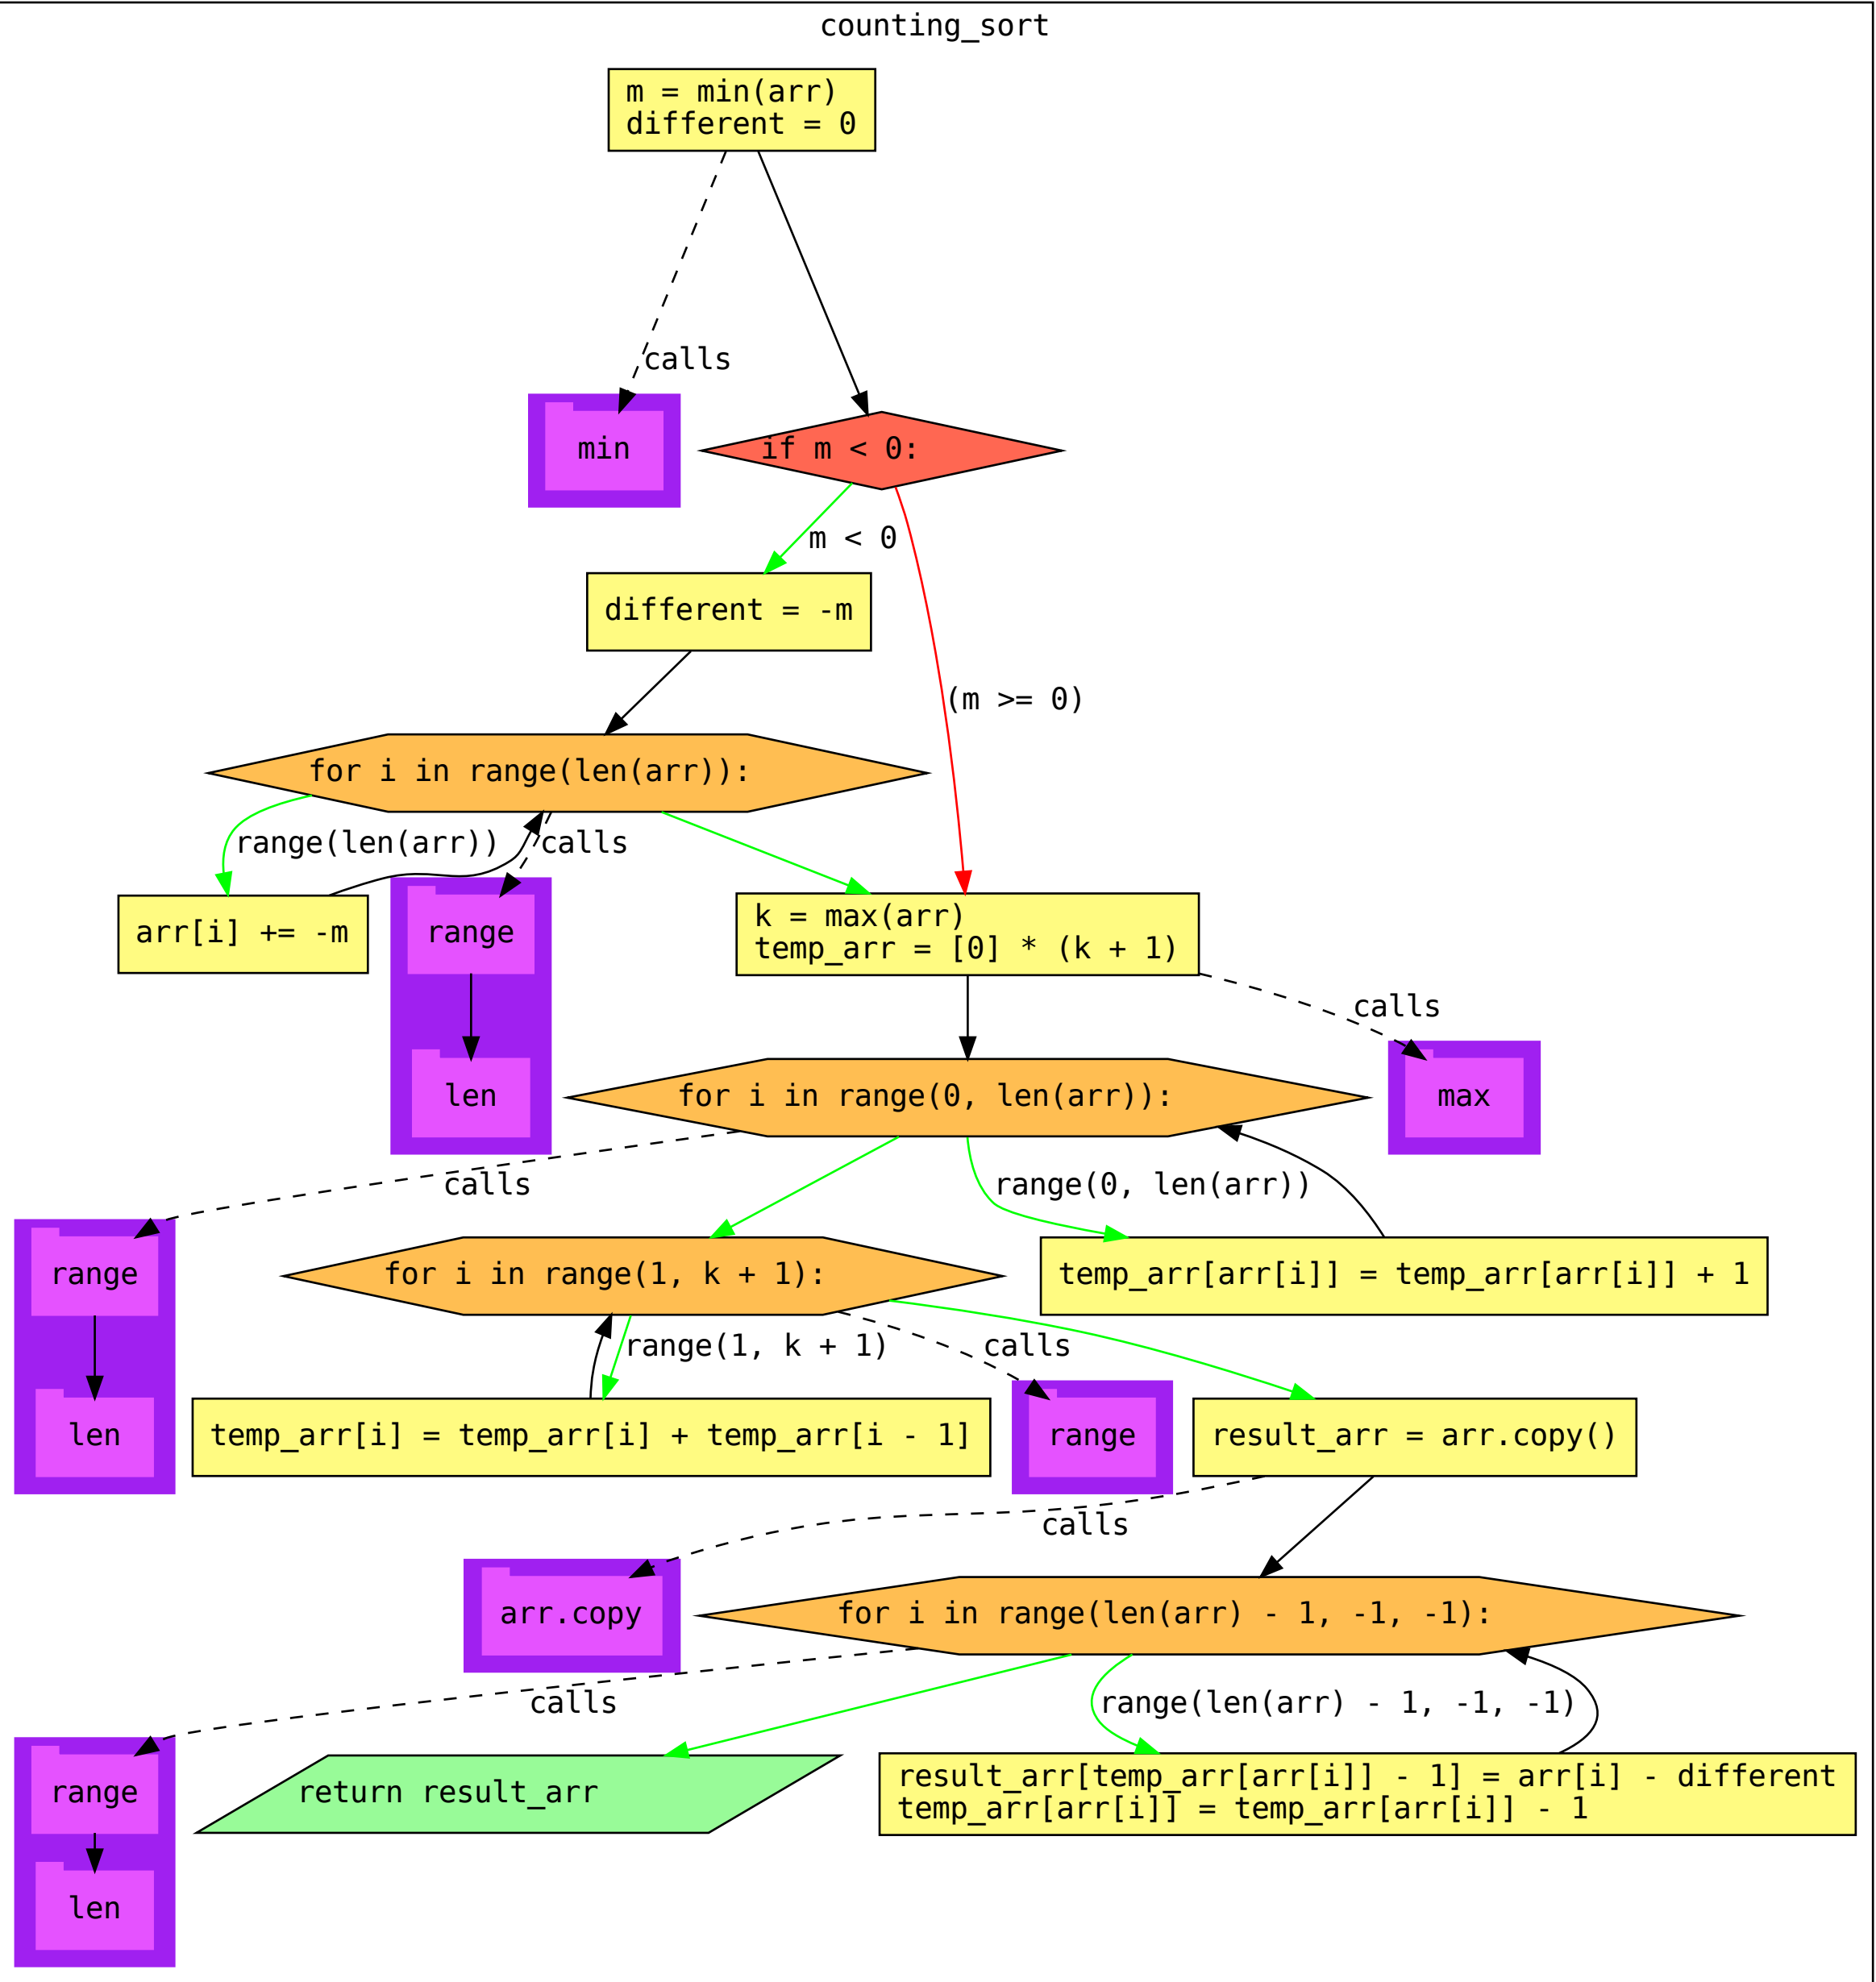 counting_sort
m = min(arr)
different = 0
calls
min
if m < 0:
m < 0
different = -m
(m >= 0)
for i in range(len(arr)):
range(len(arr))
calls
arr[i] += -m
range
k = max(arr)
temp_arr = [0] * (k + 1)
calls
len
for i in range(0, len(arr)):
max
calls
range(0, len(arr))
range
for i in range(1, k + 1):
temp_arr[arr[i]] = temp_arr[arr[i]] + 1
range(1, k + 1)
calls
len
temp_arr[i] = temp_arr[i] + temp_arr[i - 1]
range
result_arr = arr.copy()
calls
arr.copy
for i in range(len(arr) - 1, -1, -1):
calls
range(len(arr) - 1, -1, -1)
range
return result_arr
result_arr[temp_arr[arr[i]] - 1] = arr[i] - different
temp_arr[arr[i]] = temp_arr[arr[i]] - 1
len